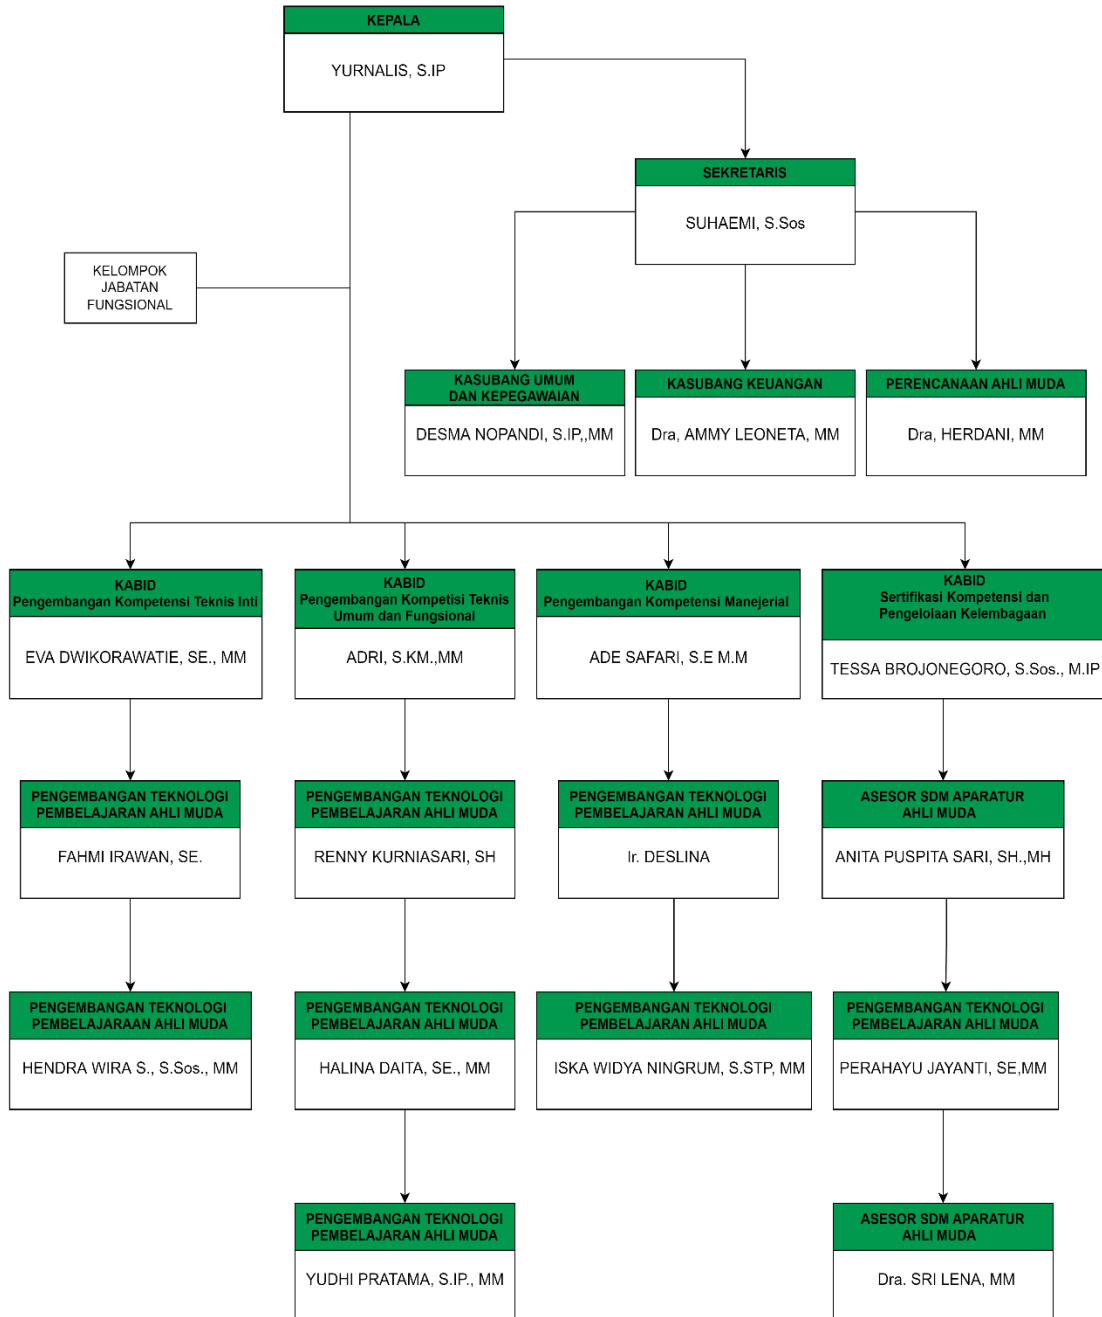 KEPALA
YURNALIS, S.IP
SEKRETARIS
SUHAEMI, S.Sos
KELOMPOK
JABATAN
FUNGSIONAL
KASUBANG UMUM
DAN KEPEGAWAIAN
DESMA NOPANDI, S.IP,,MM
KASUBANG KEUANGAN
Dra, AMMY LEONETA, MM
PERENCANAAN AHLI MUDA
Dra, HERDANI, MM
KABID
Pengembangan Kompetensi Teknis Inti
EVA DWIKORAWATIE, SE., MM
KABID
Pengembangan Kompetisi Teknis
Umum dan Fungsional
ADRI, S.KM.,MM
KABID
Pengembangan Kompetensi Manejerial
ADE SAFARI, S.E M.M
KABID
Sertifikasi Kompetensi dan
Pengelolaan Kelembagaan
TESSA BROJONEGORO, S.Sos., M.IP
PENGEMBANGAN TEKNOLOGI
PEMBELAJARAN AHLI MUDA
FAHMI IRAWAN, SE.
PENGEMBANGAN TEKNOLOGI
PEMBELAJARAN AHLI MUDA
RENNY KURNIASARI, SH
PENGEMBANGAN TEKNOLOGI
PEMBELAJARAN AHLI MUDA
Ir. DESLINA
ASESOR SDM APARATUR
AHLI MUDA
ANITA PUSPITA SARI, SH.,MH
PENGEMBANGAN TEKNOLOGI
PEMBELAJARAAN AHLI MUDA
HENDRA WIRA S., S.Sos., MM
PENGEMBANGAN TEKNOLOGI
PEMBELAJARAN AHLI MUDA
HALINA DAITA, SE., MM
PENGEMBANGAN TEKNOLOGI
PEMBELAJARAN AHLI MUDA
ISKA WIDYA NINGRUM, S.STP, MM
PENGEMBANGAN TEKNOLOGI
PEMBELAJARAN AHLI MUDA
PERAHAYU JAYANTI, SE,MM
PENGEMBANGAN TEKNOLOGI
PEMBELAJARAN AHLI MUDA
YUDHI PRATAMA, S.IP., MM
ASESOR SDM APARATUR
AHLI MUDA
Dra. SRI LENA, MM